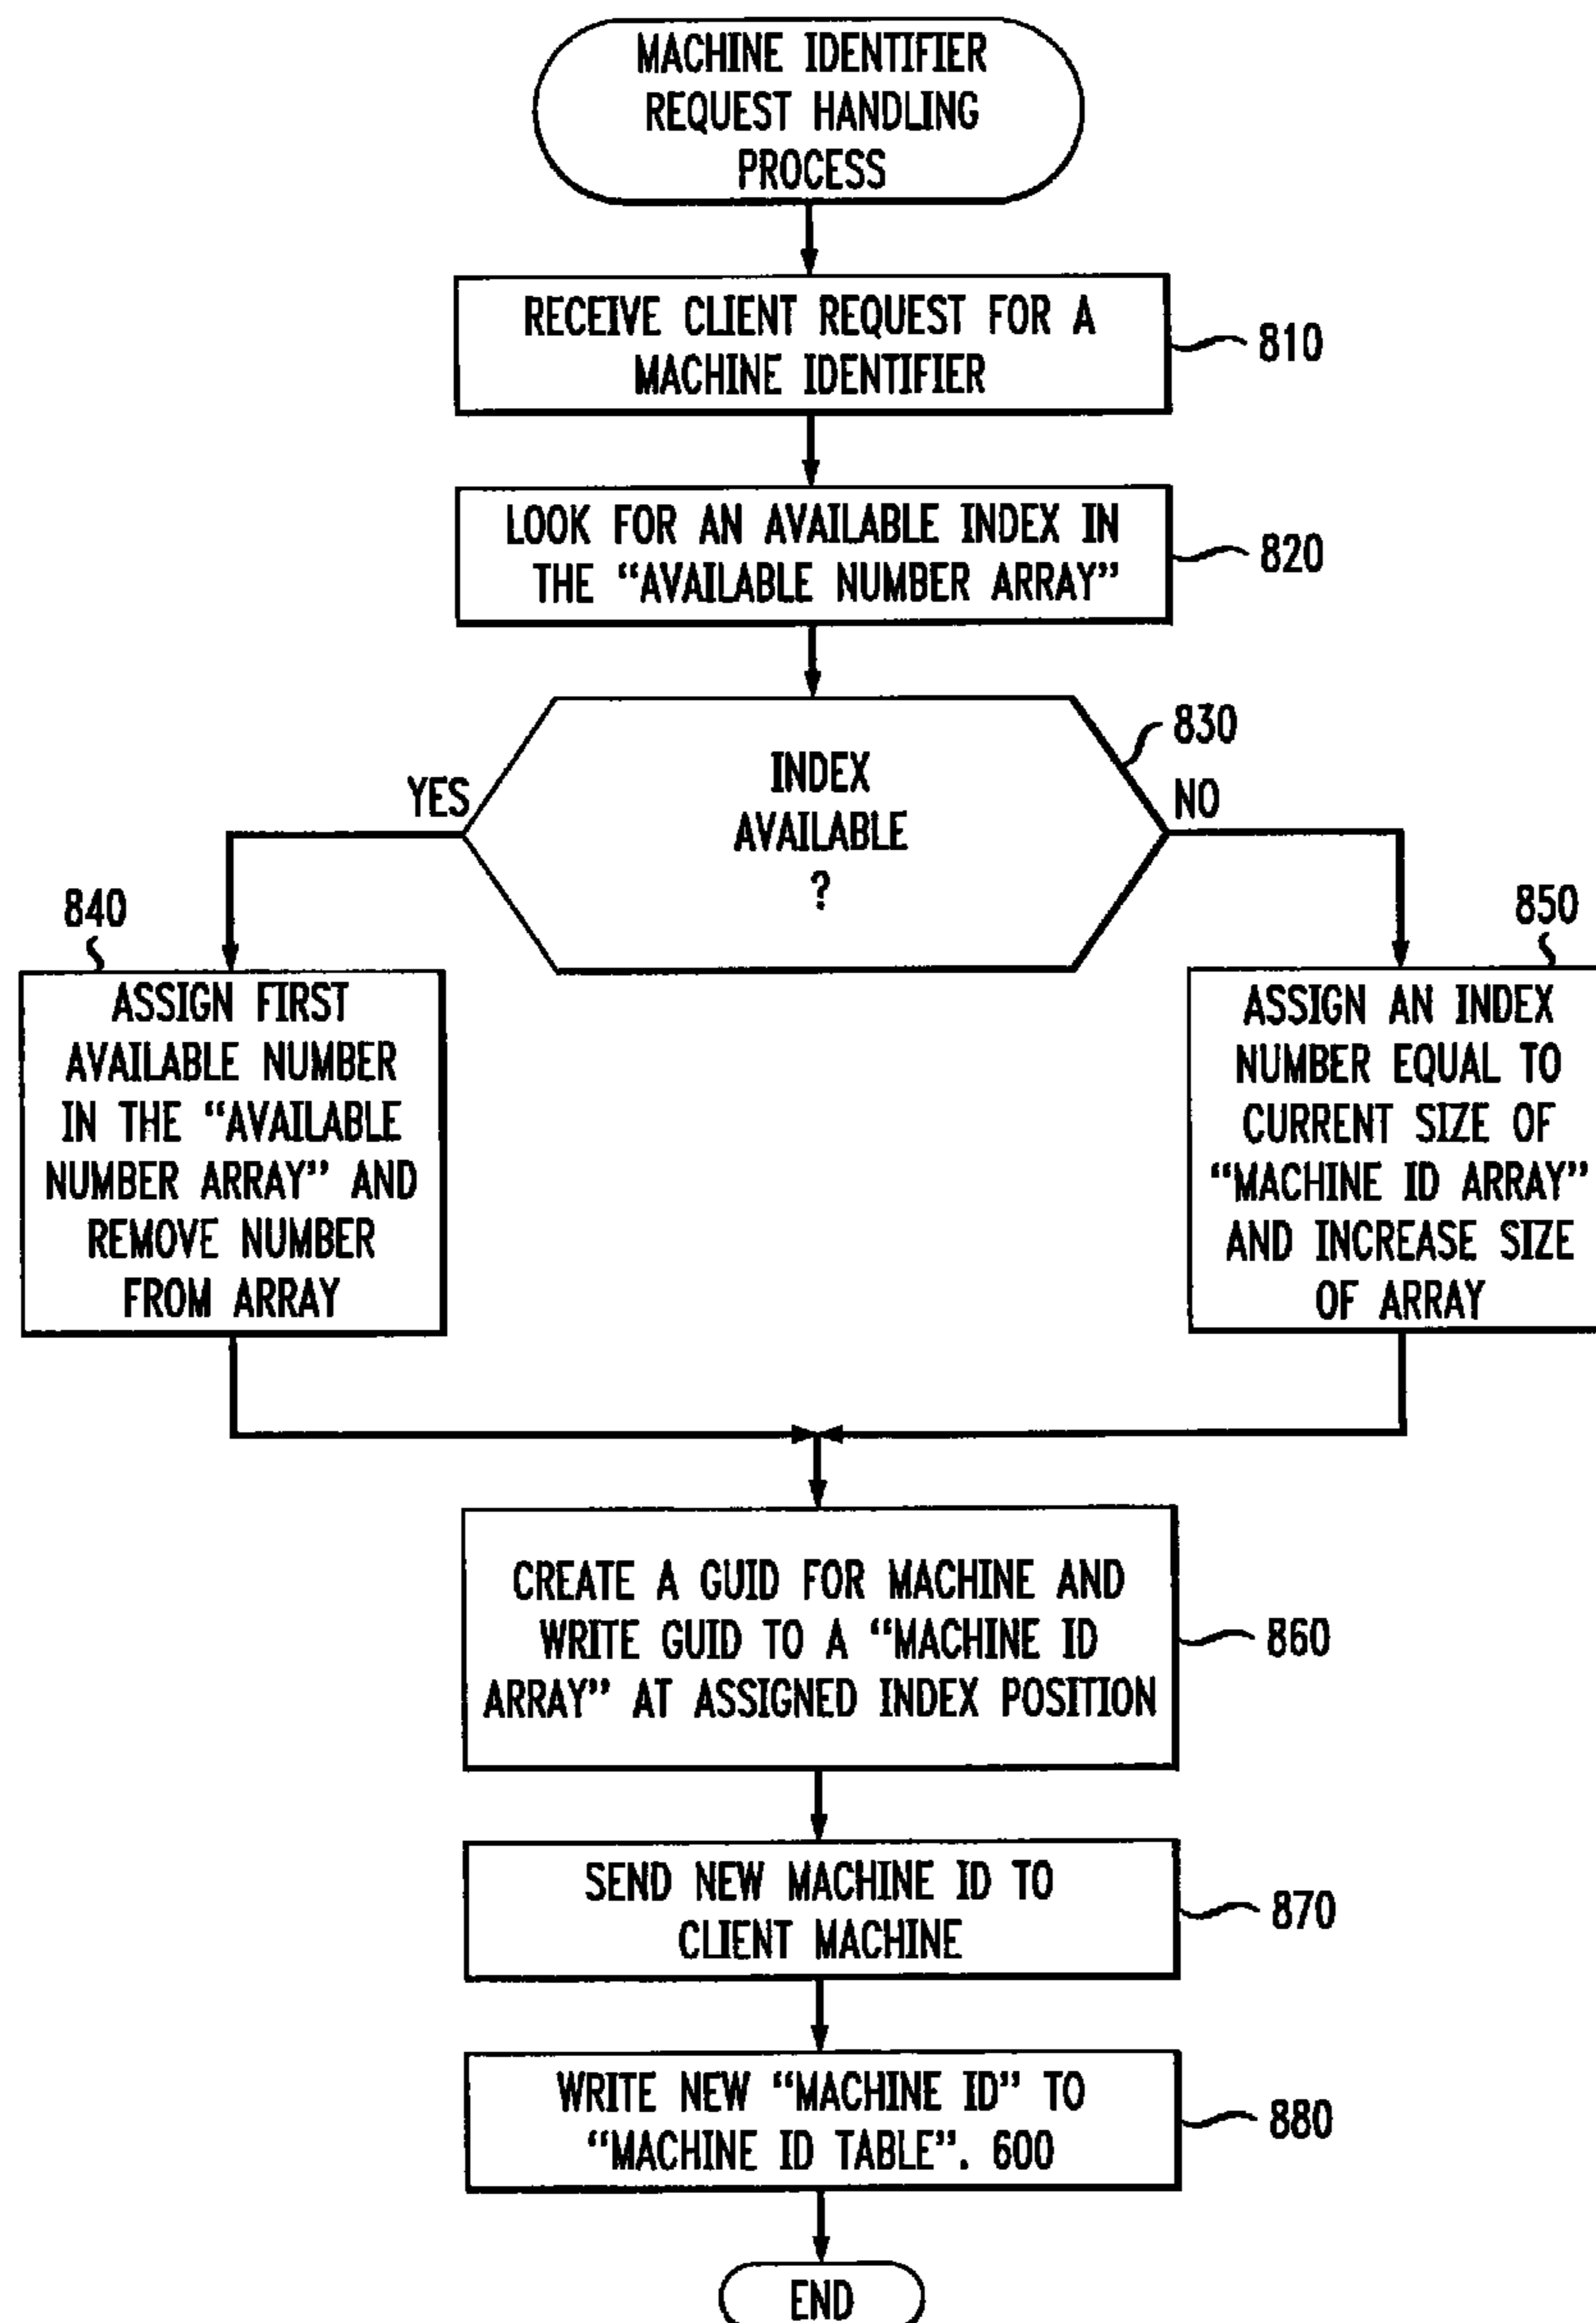 MACHINE IDENTIFIER
REQUEST HANDLING
PROCESS
RECEIVE CLIENT REQUEST FOR A
MACHINE IDENTIFIER
810
LOOK FOR AN AVAILABLE INDEX IN
THE “AVAILABLE NUMBER ARRAY”
820
INDEX
AVAILABLE
?
830
YES
NO
840
ASSIGN FIRST
AVAILABLE NUMBER
IN THE “AVAILABLE
NUMBER ARRAY” AND
REMOVE NUMBER
FROM ARRAY
850
ASSIGN AN INDEX
NUMBER EQUAL TO
CURRENT SIZE OF
“MACHINE ID ARRAY”
AND INCREASE SIZE
OF ARRAY
CREATE A GUID FOR MACHINE AND
WRITE GUID TO A “MACHINE ID
ARRAY” AT ASSIGNED INDEX POSITION
860
SEND NEW MACHINE ID TO
CLIENT MACHINE
870
WRITE NEW “MACHINE ID” TO
“MACHINE ID TABLE”. 600
880
END